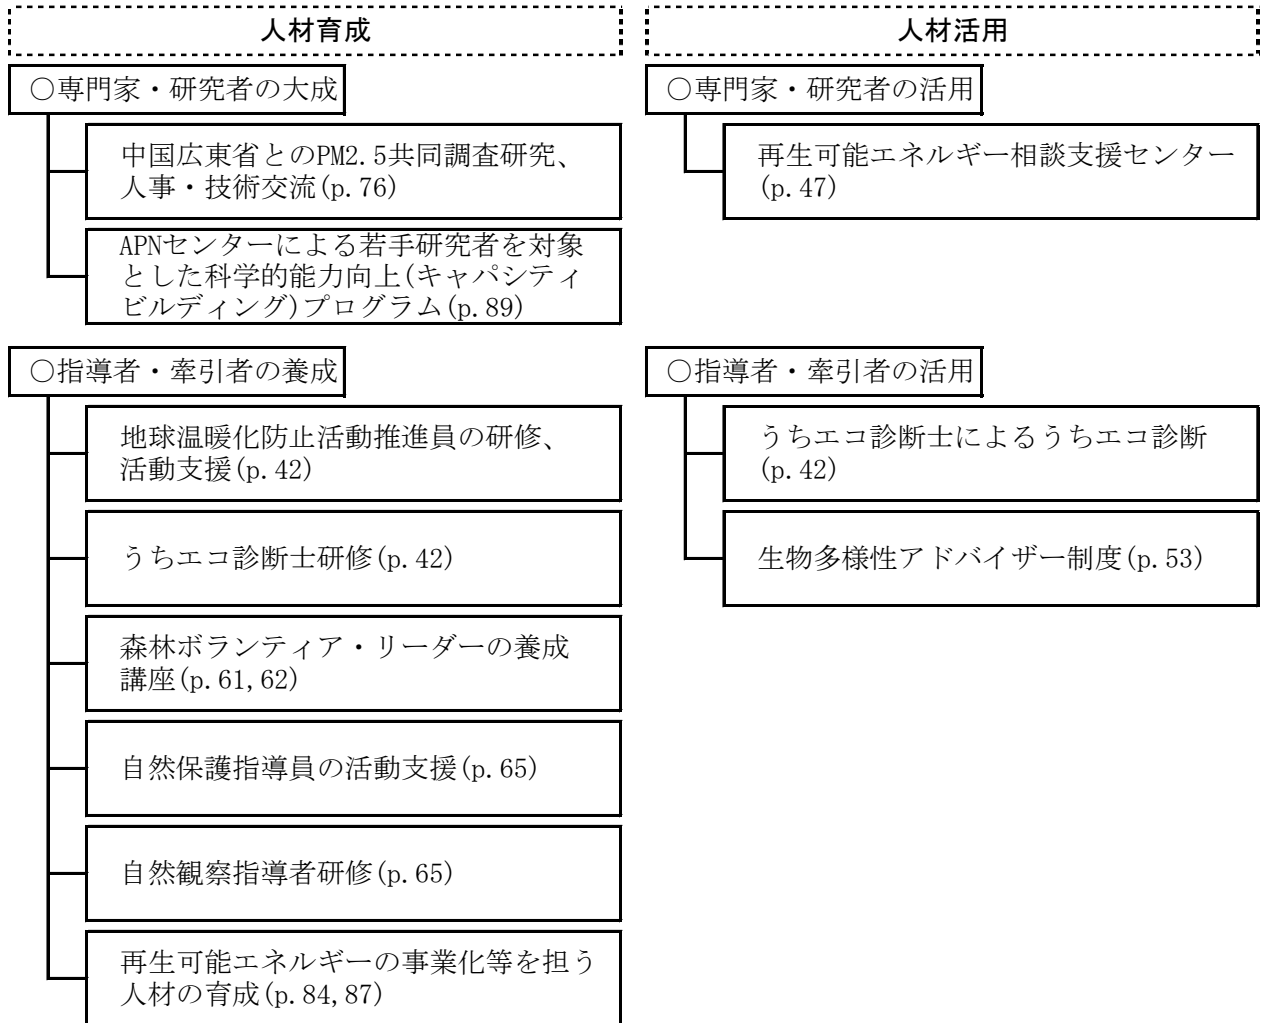 人材育成
○専門家・研究者の大成
中国広東省とのPM2.5共同調査研究、
人事・技術交流(p.76)
APNセンターによる若手研究者を対象
とした科学的能力向上(キャパシティ
ビルディング)プログラム(p.89)
○指導者・牽引者の養成
地球温暖化防止活動推進員の研修、
活動支援(p.42)
うちエコ診断士研修(p.42)
森林ボランティア・リーダーの養成
講座(p.61,62)
自然保護指導員の活動支援(p.65)
自然観察指導者研修(p.65)
再生可能エネルギーの事業化等を担う
人材の育成(p.84,87)
人材活用
○専門家・研究者の活用
再生可能エネルギー相談支援センター
(p.47)
○指導者・牽引者の活用
うちエコ診断士によるうちエコ診断
(p.42)
生物多様性アドバイザー制度(p.53)